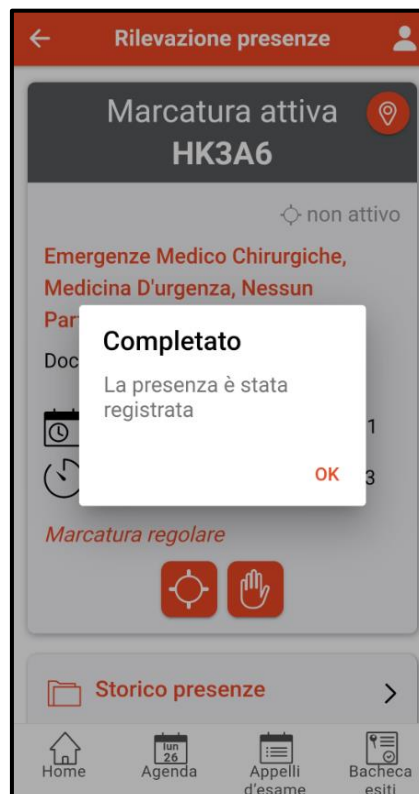 Rilevazione presenze
Marcatura attiva
HK3A6
non attivo
Emergenze Medico Chirurgiche,
Medicina D'urgenza, Nessun
Completato
La presenza è stata
registrata
OK
Marcatura regolare
Storico presenze
Home
lun
26
Agenda
Appelli
d'esame
Bacheca
esiti